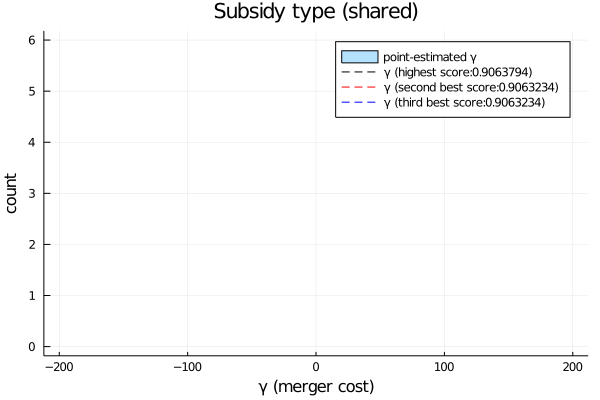 Subsidy type (shared)
point-estimated γ
γ (highest score:0.9063794)
γ (second best score:0.9063234)
γ (third best score:0.9063234)
count
6
5
4
3
2
1
0
−200
−100
0
100
200
γ (merger cost)